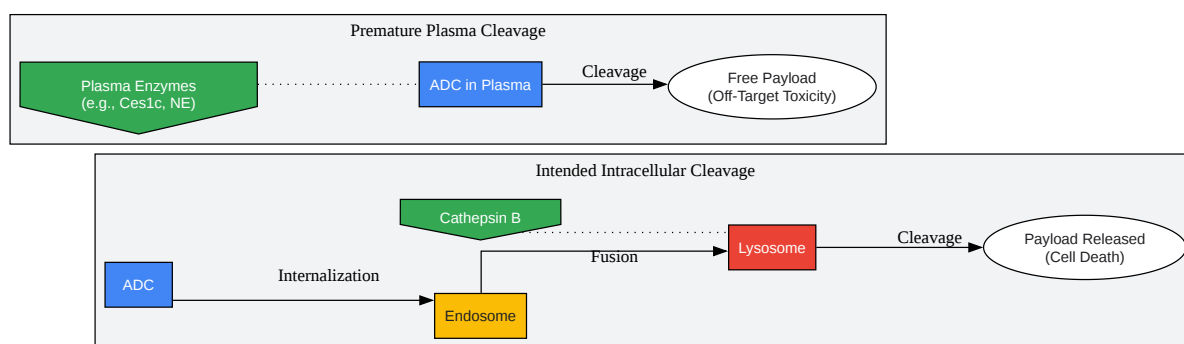 Premature Plasma Cleavage
Plasma Enzymes
(e.g., Ces1c, NE)
ADC in Plasma
Cleavage
Free Payload
(Off-Target Toxicity)
Intended Intracellular Cleavage
Cathepsin B
ADC
Internalization
Endosome
Fusion
Lysosome
Cleavage
Payload Released
(Cell Death)